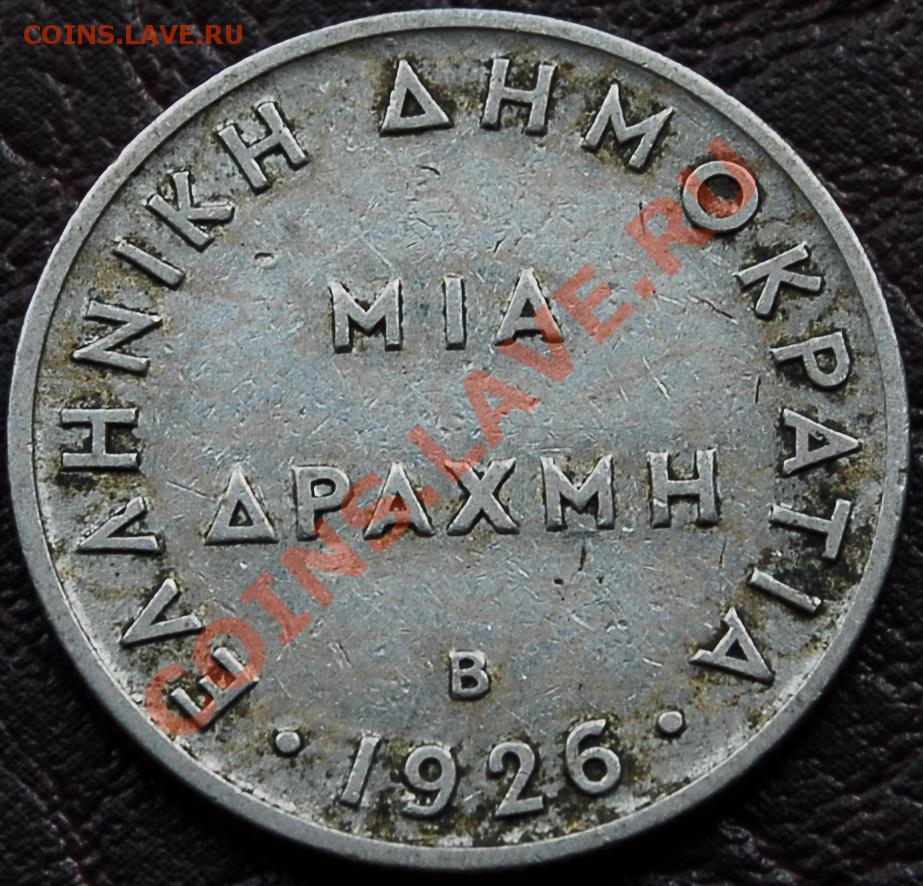 COINS.LAVE.RU
ΕΛΛΗΝΙΚΗ ΔΗΜΟΚΡΑΤΙΑ
ΜΙΑ
ΔΡΑΧΜΗ
B
· 1926 ·
COINS.LAVE.RU